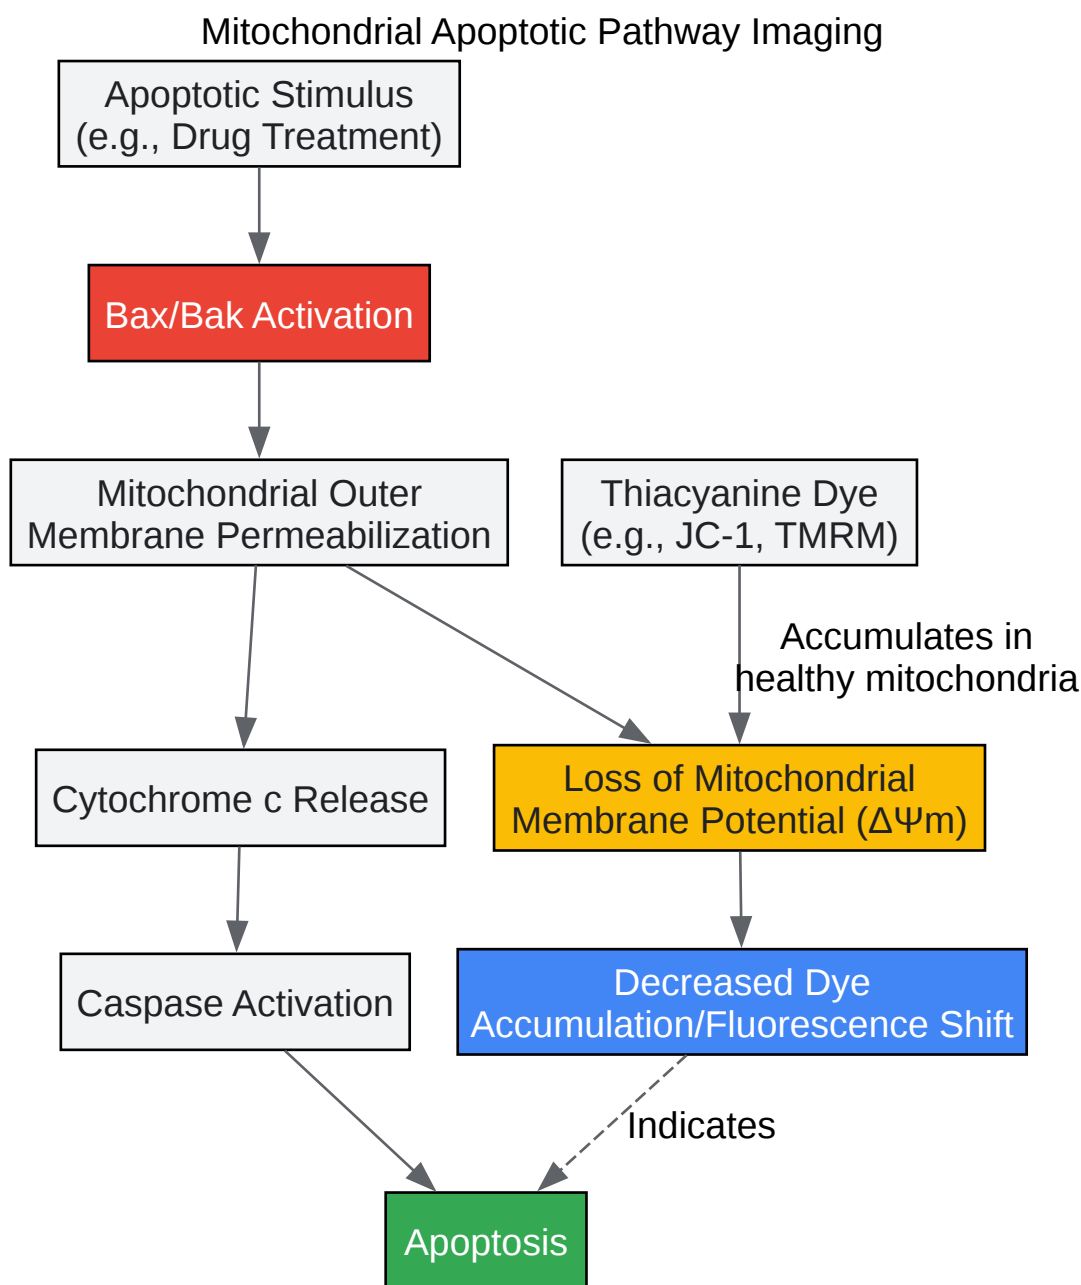 Mitochondrial Apoptotic Pathway Imaging
Apoptotic Stimulus
(e.g., Drug Treatment)
Bax/Bak Activation
Mitochondrial Outer
Membrane Permeabilization
Thiacyanine Dye
(e.g., JC-1, TMRM)
Accumulates in
healthy mitochondria
Cytochrome c Release
Loss of Mitochondrial
Membrane Potential (ΔΨm)
Caspase Activation
Decreased Dye
Accumulation/Fluorescence Shift
Indicates
Apoptosis